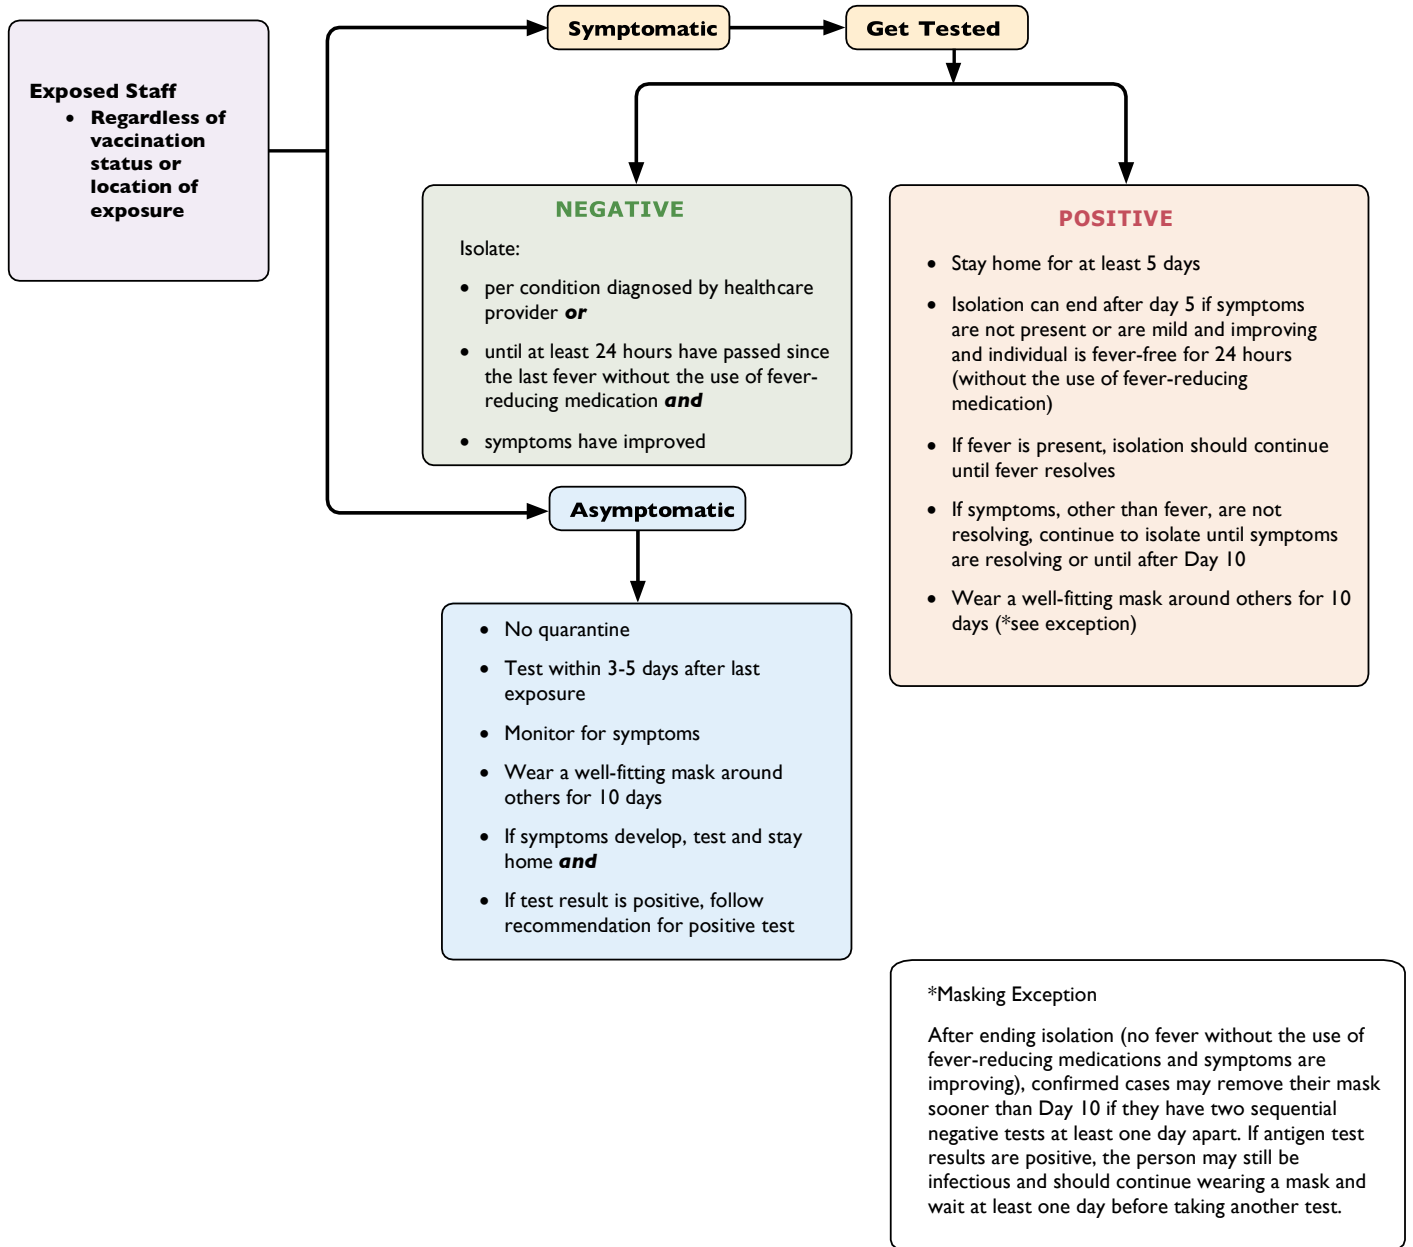 Exposed Staff
• Regardless of
vaccination
status or
location of
exposure
Symptomatic
Get Tested
NEGATIVE
Isolate:
• per condition diagnosed by healthcare
provider or
• until at least 24 hours have passed since
the last fever without the use of fever-
reducing medication and
• symptoms have improved
POSITIVE
• Stay home for at least 5 days
• Isolation can end after day 5 if symptoms
are not present or are mild and improving
and individual is fever-free for 24 hours
(without the use of fever-reducing
medication)
• If fever is present, isolation should continue
until fever resolves
• If symptoms, other than fever, are not
resolving, continue to isolate until symptoms
are resolving or until after Day 10
• Wear a well-fitting mask around others for 10
days (*see exception)
Asymptomatic
• No quarantine
• Test within 3-5 days after last
exposure
• Monitor for symptoms
• Wear a well-fitting mask around
others for 10 days
• If symptoms develop, test and stay
home and
• If test result is positive, follow
recommendation for positive test
*Masking Exception
After ending isolation (no fever without the use of
fever-reducing medications and symptoms are
improving), confirmed cases may remove their mask
sooner than Day 10 if they have two sequential
negative tests at least one day apart. If antigen test
results are positive, the person may still be
infectious and should continue wearing a mask and
wait at least one day before taking another test.